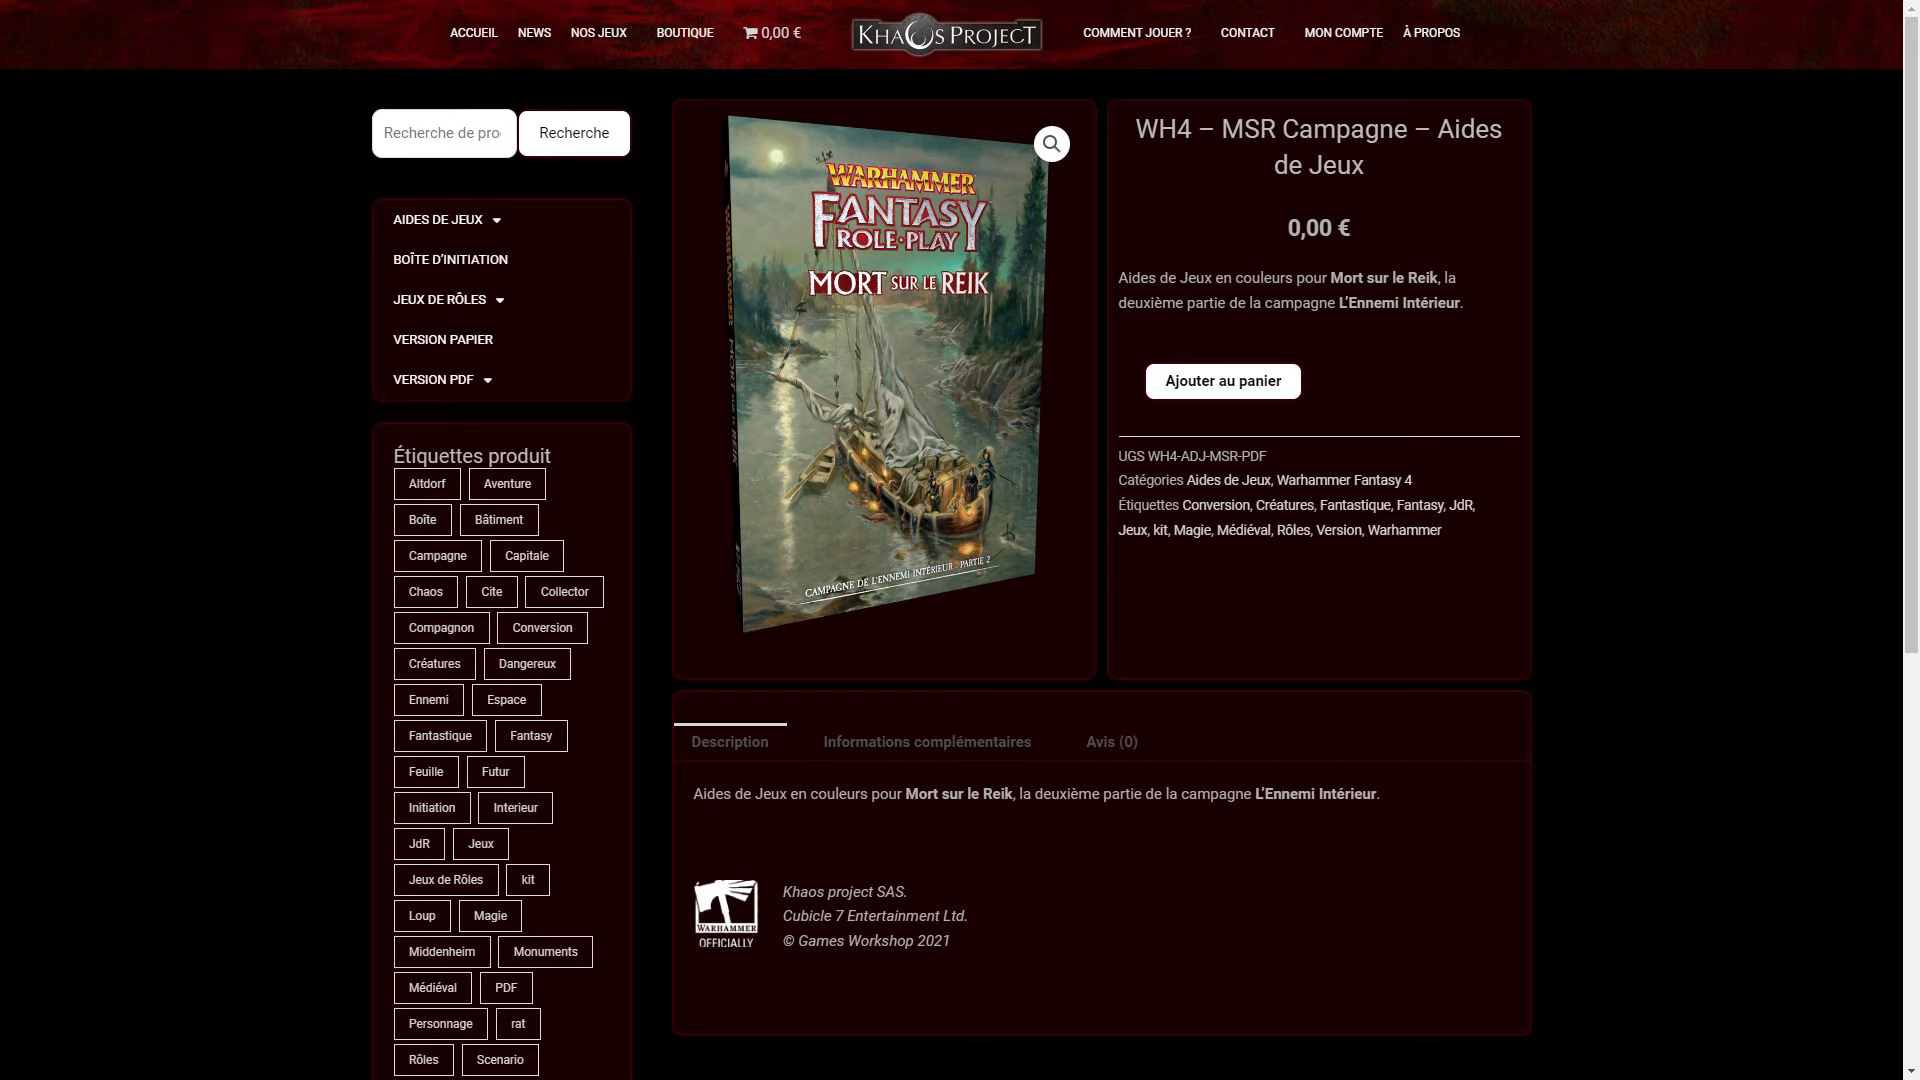 ACCUEIL NEWS NOS JEUX BOUTIQUE 0,00 € KHAOS PROJECT COMMENT JOUER ? CONTACT MON COMPTE À PROPOS
Recherche de pro
Recherche
AIDES DE JEUX
BOÎTE D’INITIATION
JEUX DE RÔLES
VERSION PAPIER
VERSION PDF
Étiquettes produit
Altdorf Aventure
Boîte Bâtiment
Campagne Capitale
Chaos Cite Collector
Compagnon Conversion
Créatures Dangereux
Ennemi Espace
Fantastique Fantasy
Feuille Futur
Initiation Interieur
JdR Jeux
Jeux de Rôles kit
Loup Magie
Middenheim Monuments
Médiéval PDF
Personnage rat
Rôles Scenario
WARHAMMER
FANTASY
ROLE·PLAY
MORT SUR LE REIK
CAMPAGNE DE L'ENNEMI INTÉRIEUR : PARTIE 2
WH4 – MSR Campagne – Aides
de Jeux
0,00 €
Aides de Jeux en couleurs pour Mort sur le Reik, la
deuxième partie de la campagne L’Ennemi Intérieur.
Ajouter au panier
UGS WH4-ADJ-MSR-PDF
Catégories Aides de Jeux, Warhammer Fantasy 4
Étiquettes Conversion, Créatures, Fantastique, Fantasy, JdR,
Jeux, kit, Magie, Médiéval, Rôles, Version, Warhammer
Description Informations complémentaires Avis (0)
Aides de Jeux en couleurs pour Mort sur le Reik, la deuxième partie de la campagne L’Ennemi Intérieur.
WARHAMMER
OFFICIALLY
Khaos project SAS.
Cubicle 7 Entertainment Ltd.
© Games Workshop 2021